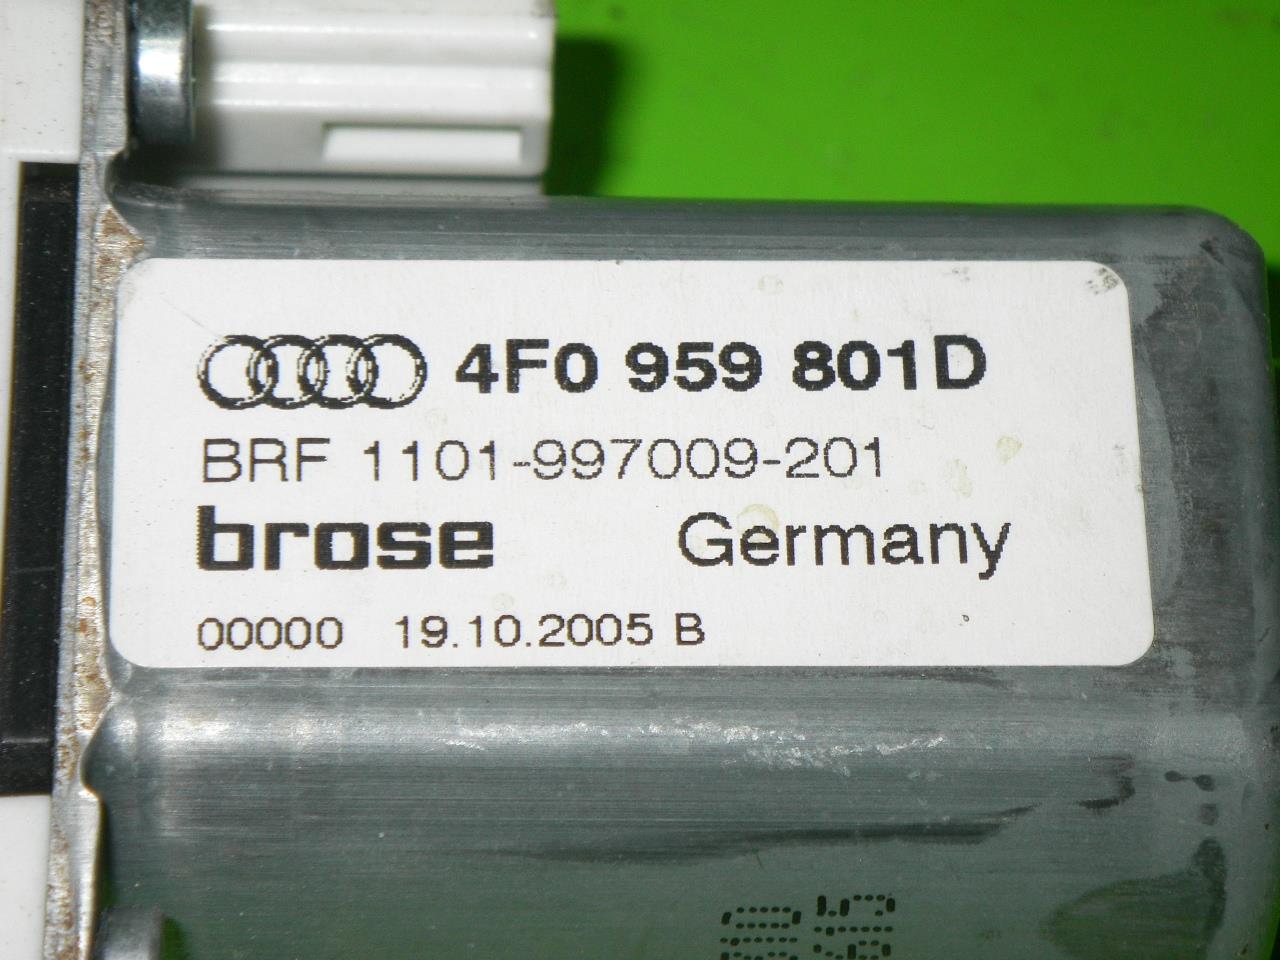 4F0 959 801D
BRF 1101-997009-201
brose Germany
00000 19.10.2005 B